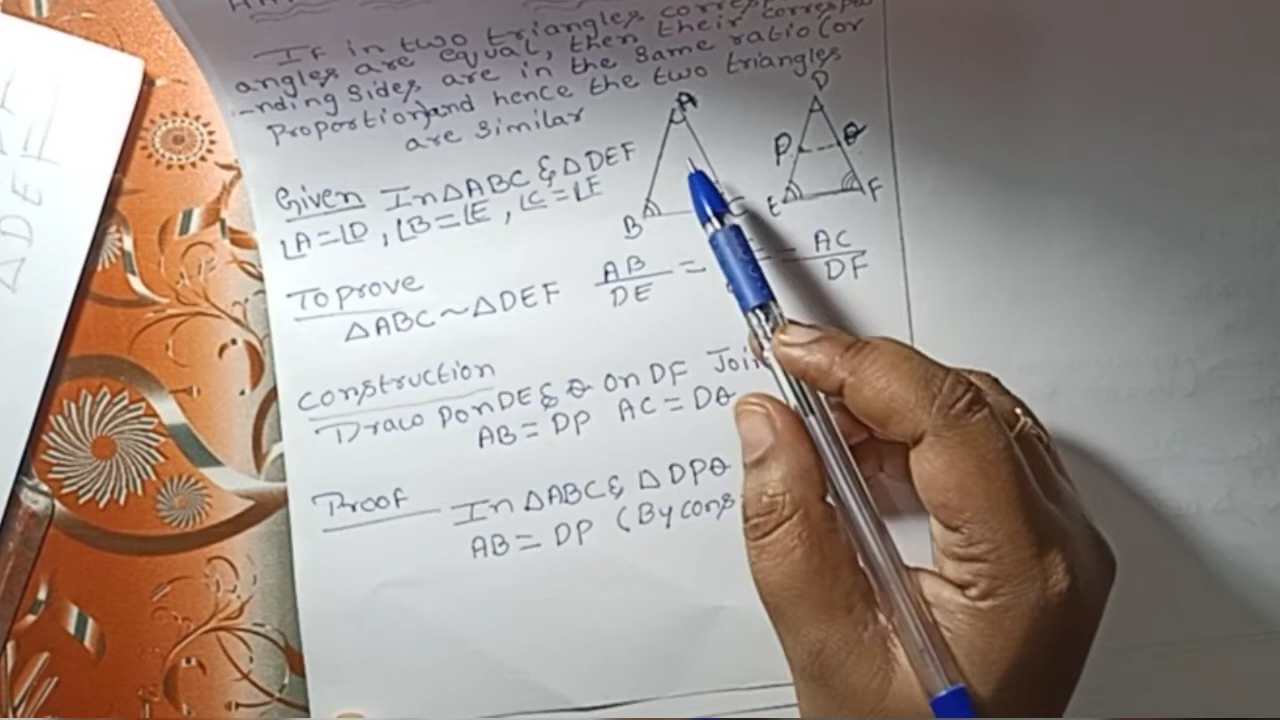 If in two triangles
angles are equal, then their
-nding sides are in the same ratio (or
proportion) and hence the two triangles
are similar
Given In △ABC & △DEF
∠A=∠D, ∠B=∠E, ∠C=∠F
A
B
C
D
P
Q
E
F
To prove
△ABC ~ △DEF
AB/DE = = AC/DF
Construction
Draw P on DE & Q on DF Join
AB = DP AC = DQ
Proof In △ABC & △DPQ
AB = DP (By cons
△DEF